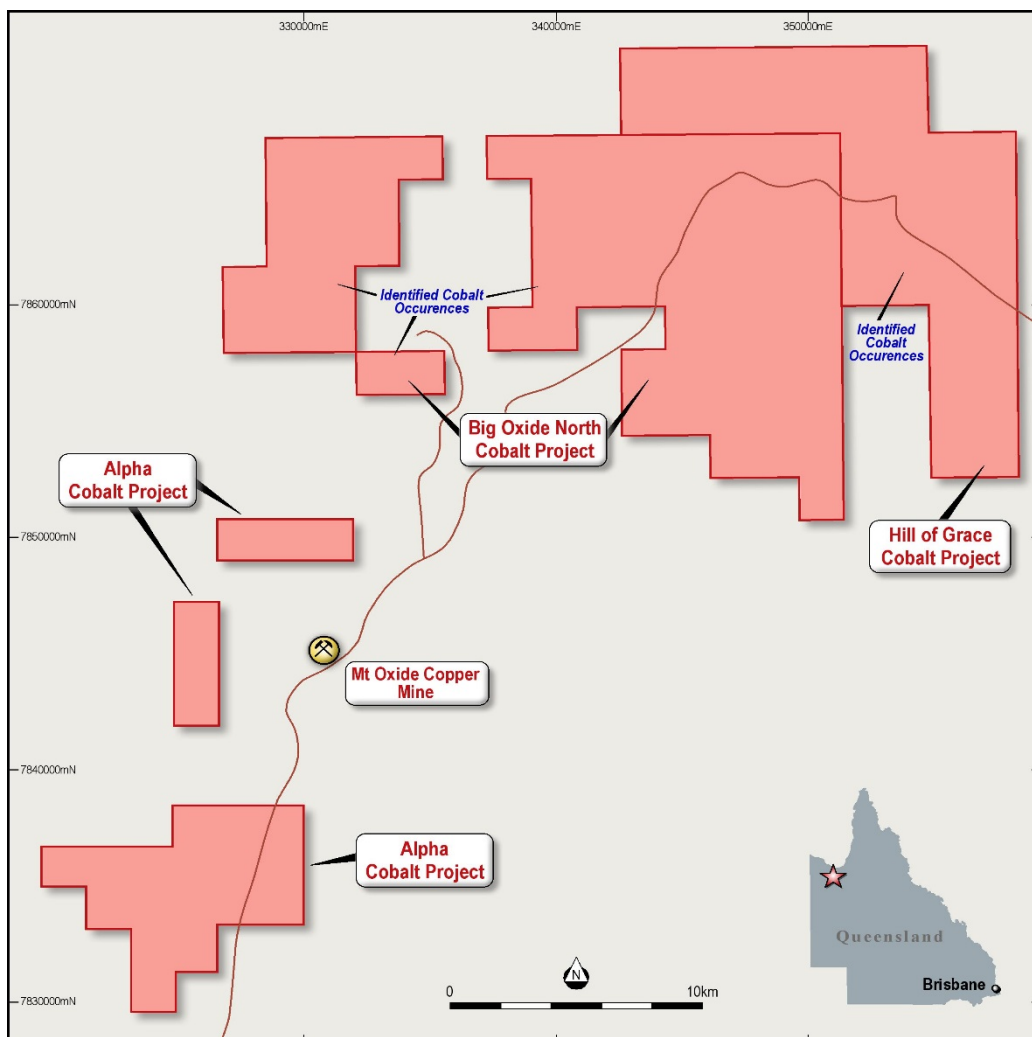 330000mE
340000mE
350000mE
7860000mN
Identified Cobalt
Occurences
Identified
Cobalt
Occurences
Big Oxide North
Cobalt Project
Alpha
Cobalt Project
Hill of Grace
Cobalt Project
7850000mN
Mt Oxide Copper
Mine
7840000mN
Alpha
Cobalt Project
Queensland
Brisbane
N
7830000mN
0
10km